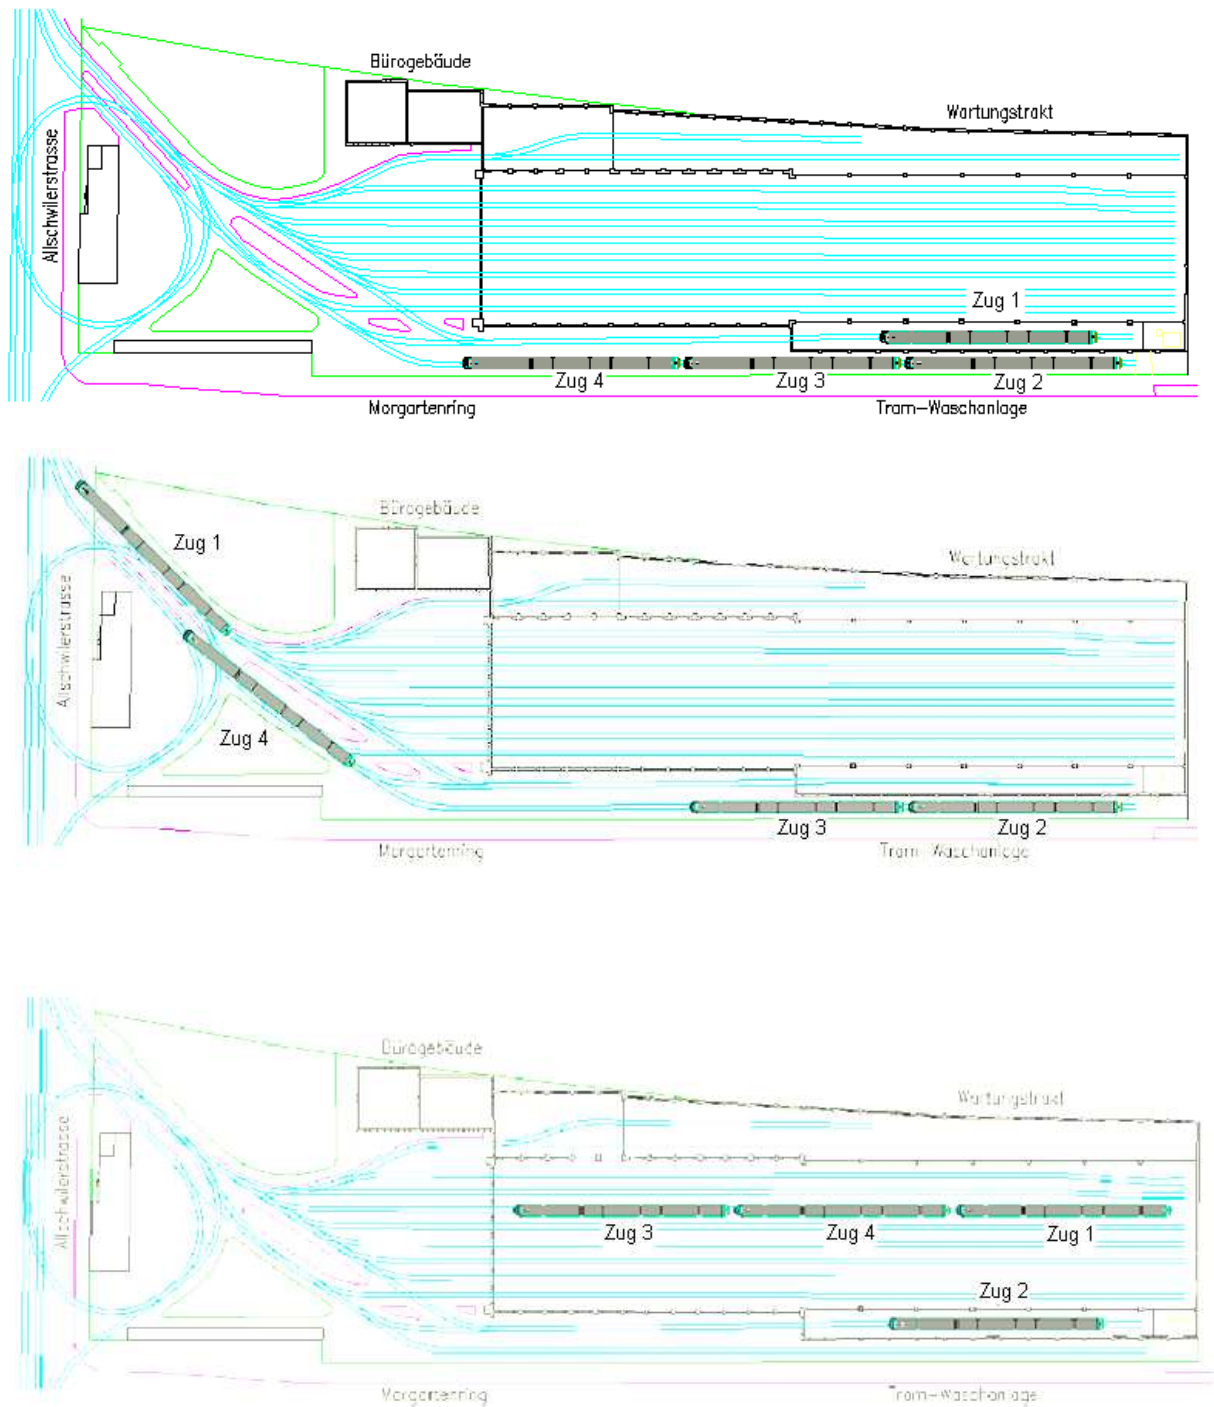 Bürogebäude
Wartungstrakt
Allschwilerstrasse
Zug 1
Zug 4
Zug 3
Zug 2
Morgartenring
Tram-Waschanlage
Bürogebäude
Zug 1
Wartungstrakt
Allschwilerstrasse
Zug 4
Zug 3
Zug 2
Morgartenring
Tram-Waschanlage
Bürogebäude
Wartungstrakt
Allschwilerstrasse
Zug 3
Zug 4
Zug 1
Zug 2
Morgartenring
Tram-Waschanlage